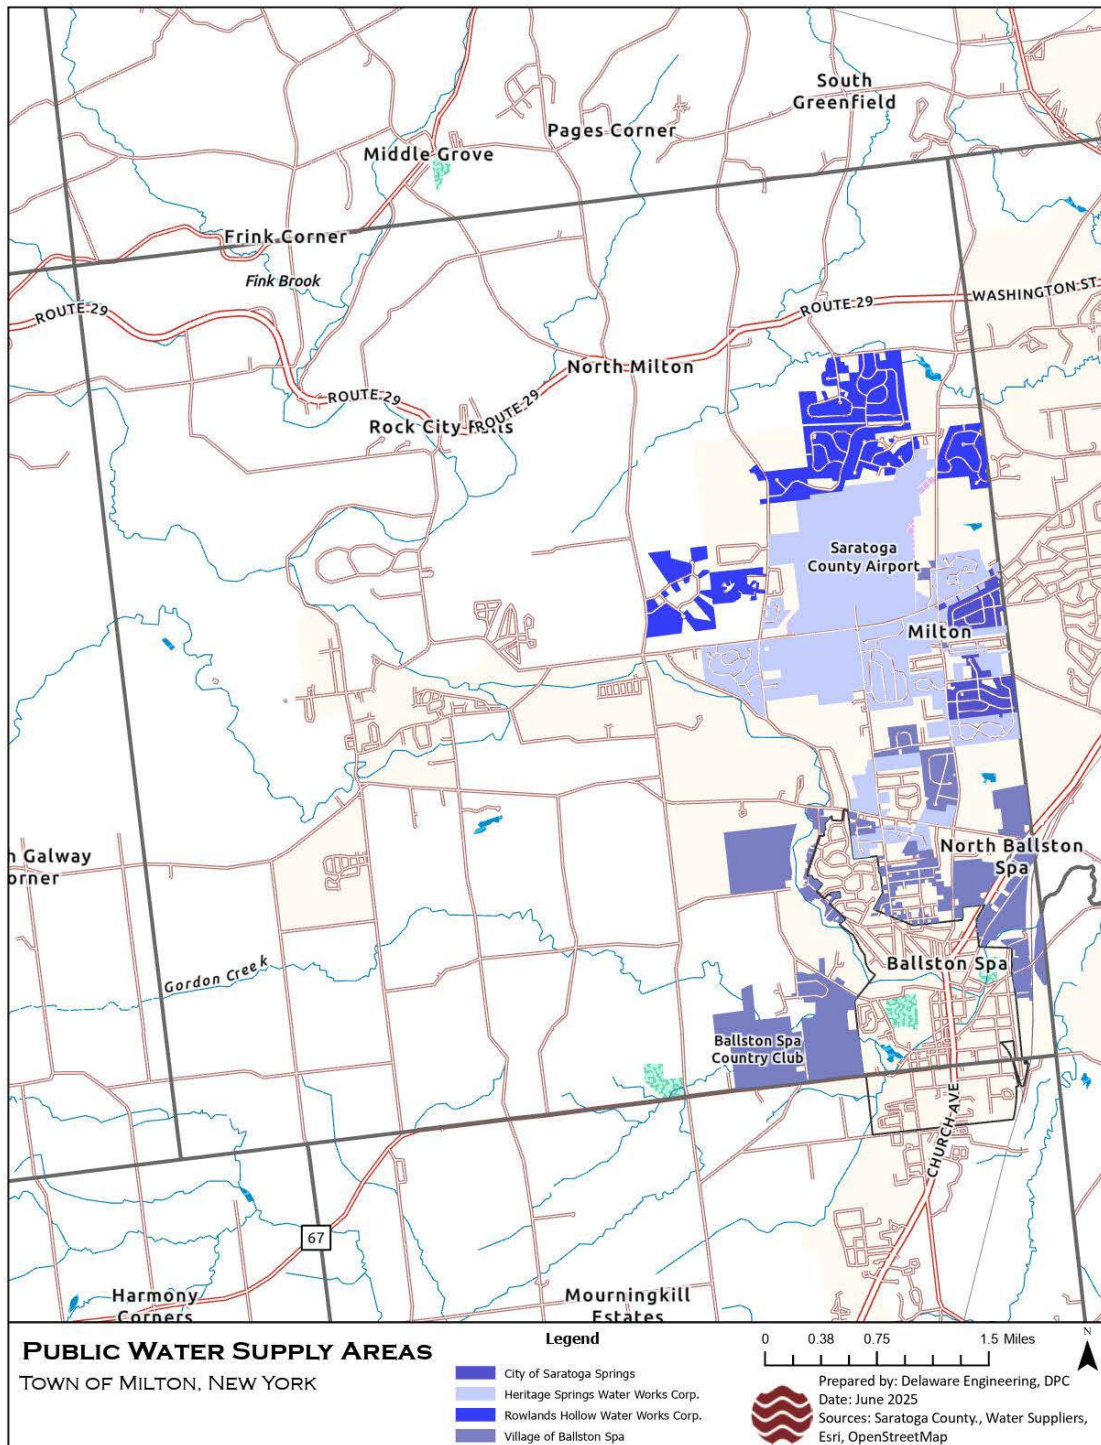 South
Greenfield
Pages Corner
Middle Grove
Frink Corner
Fink Brook
ROUTE 29
WASHINGTON ST
ROUTE 29
North Milton
ROUTE 29
ROUTE 29
Rock City
Saratoga
County Airport
Milton
North Ballston
Spa
n Galway
orner
Gordon Creek
Ballston Spa
Ballston Spa
Country Club
CHURCH AVE
67
Harmony
Corners
Mourningkill
Estates
PUBLIC WATER SUPPLY AREAS
TOWN OF MILTON, NEW YORK
Legend
City of Saratoga Springs
Heritage Springs Water Works Corp.
Rowlands Hollow Water Works Corp.
Village of Ballston Spa
0 0.38 0.75 1.5 Miles
N
Prepared by: Delaware Engineering, DPC
Date: June 2025
Sources: Saratoga County., Water Suppliers,
Esri, OpenStreetMap